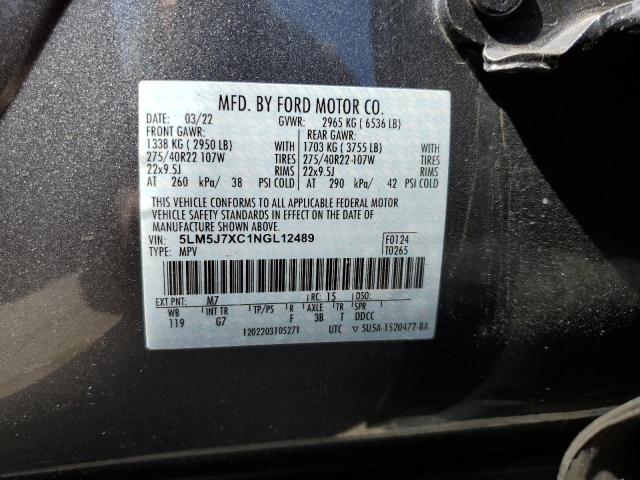 MFD. BY FORD MOTOR CO.
DATE: 03/22 GVWR: 2965 KG ( 6536 LB)
FRONT GAWR: REAR GAWR:
1338 KG ( 2950 LB) WITH 1703 KG ( 3755 LB) WITH
275/40R22 107W TIRES 275/40R22 107W TIRES
22x9.5J RIMS 22x9.5J RIMS
AT 260 kPa/ 38 PSI COLD AT 290 kPa/ 42 PSI COLD
THIS VEHICLE CONFORMS TO ALL APPLICABLE FEDERAL MOTOR
VEHICLE SAFETY STANDARDS IN EFFECT ON THE DATE OF
MANUFACTURE SHOWN ABOVE.
VIN: 5LM5J7XC1NGL12489 F0124
TYPE: MPV T0265
EXT PNT: M7 RC: 15 DSO:
WB INT TR TP/PS R AXLE TR SPR
119 G7 F 3B T DDCC
1202203105271 UTC ▽ 5U5A-1520472-BA